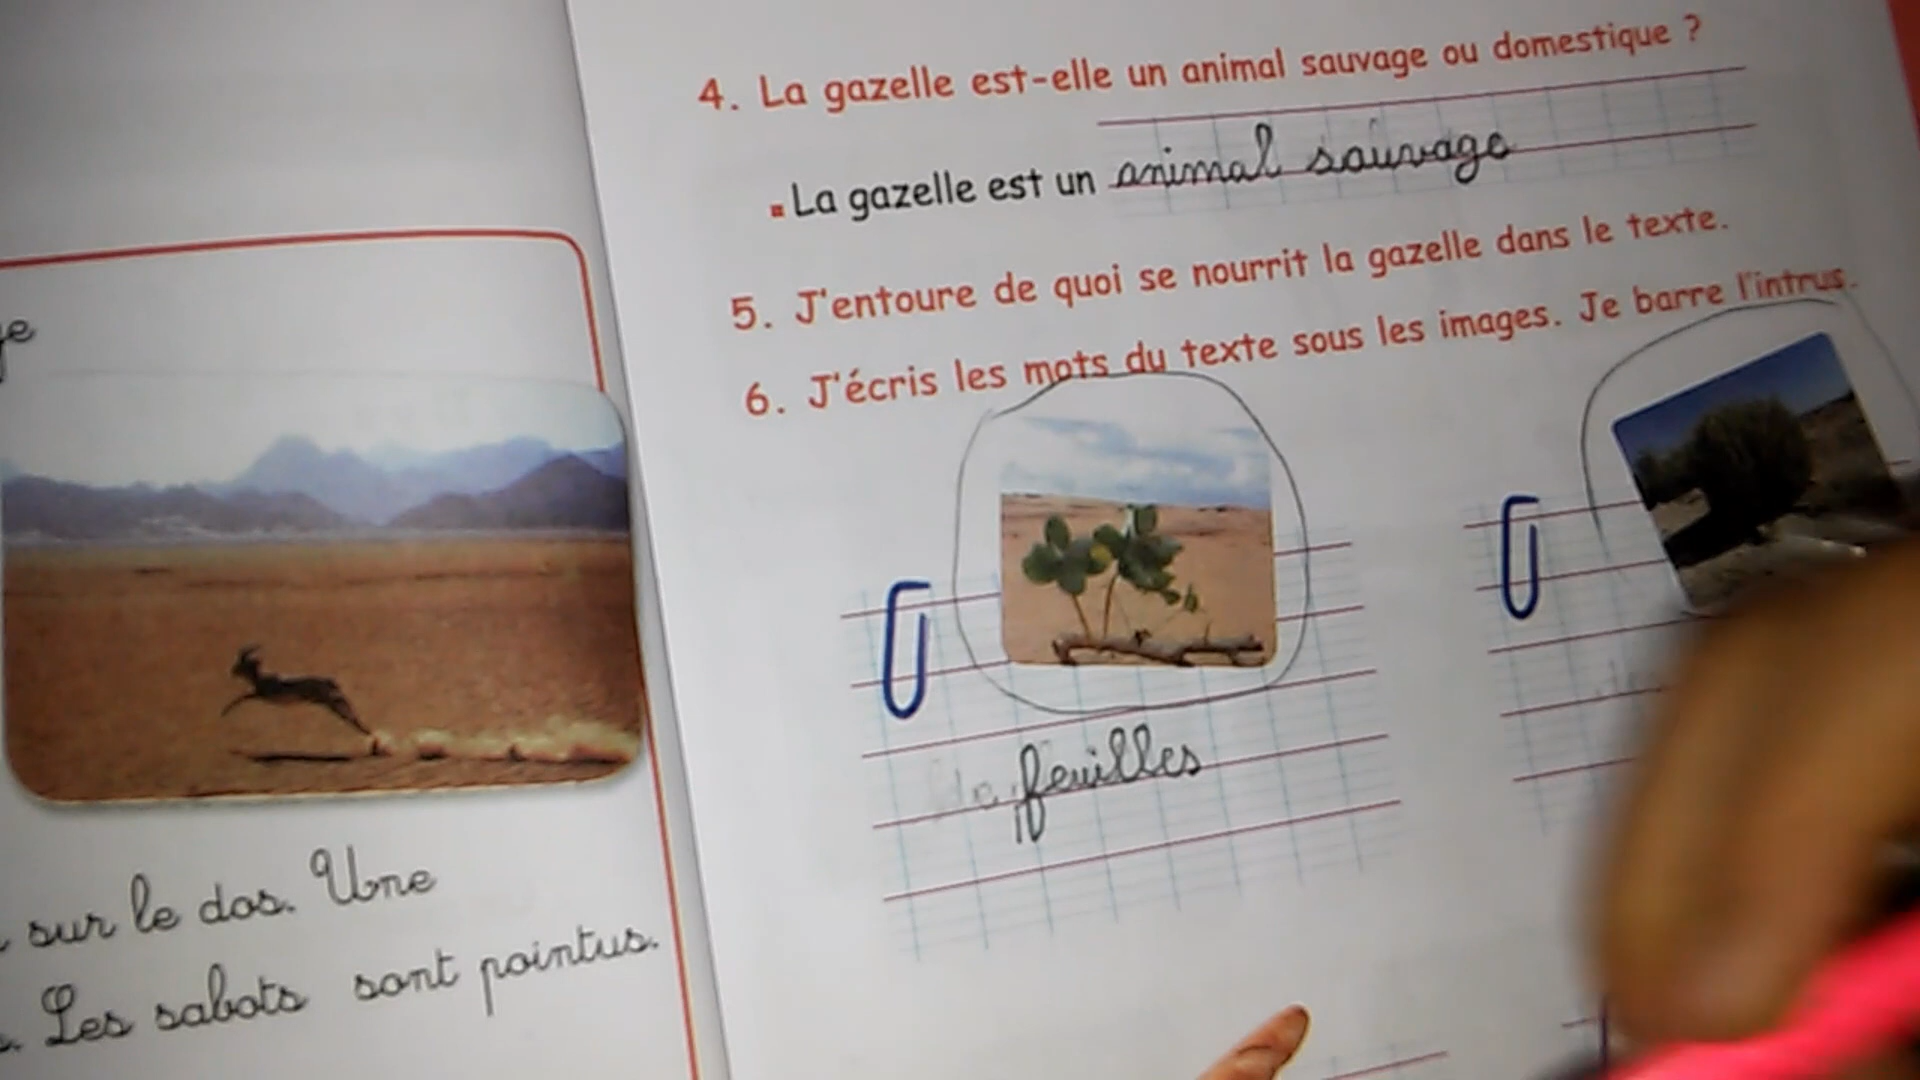 4. La gazelle est-elle un animal sauvage ou domestique ?
▪ La gazelle est un animal sauvage
5. J'entoure de quoi se nourrit la gazelle dans le texte.
6. J'écris les mots du texte sous les images. Je barre l'intrus.
feuilles
sur le dos. Une
. Les sabots sont pointus.